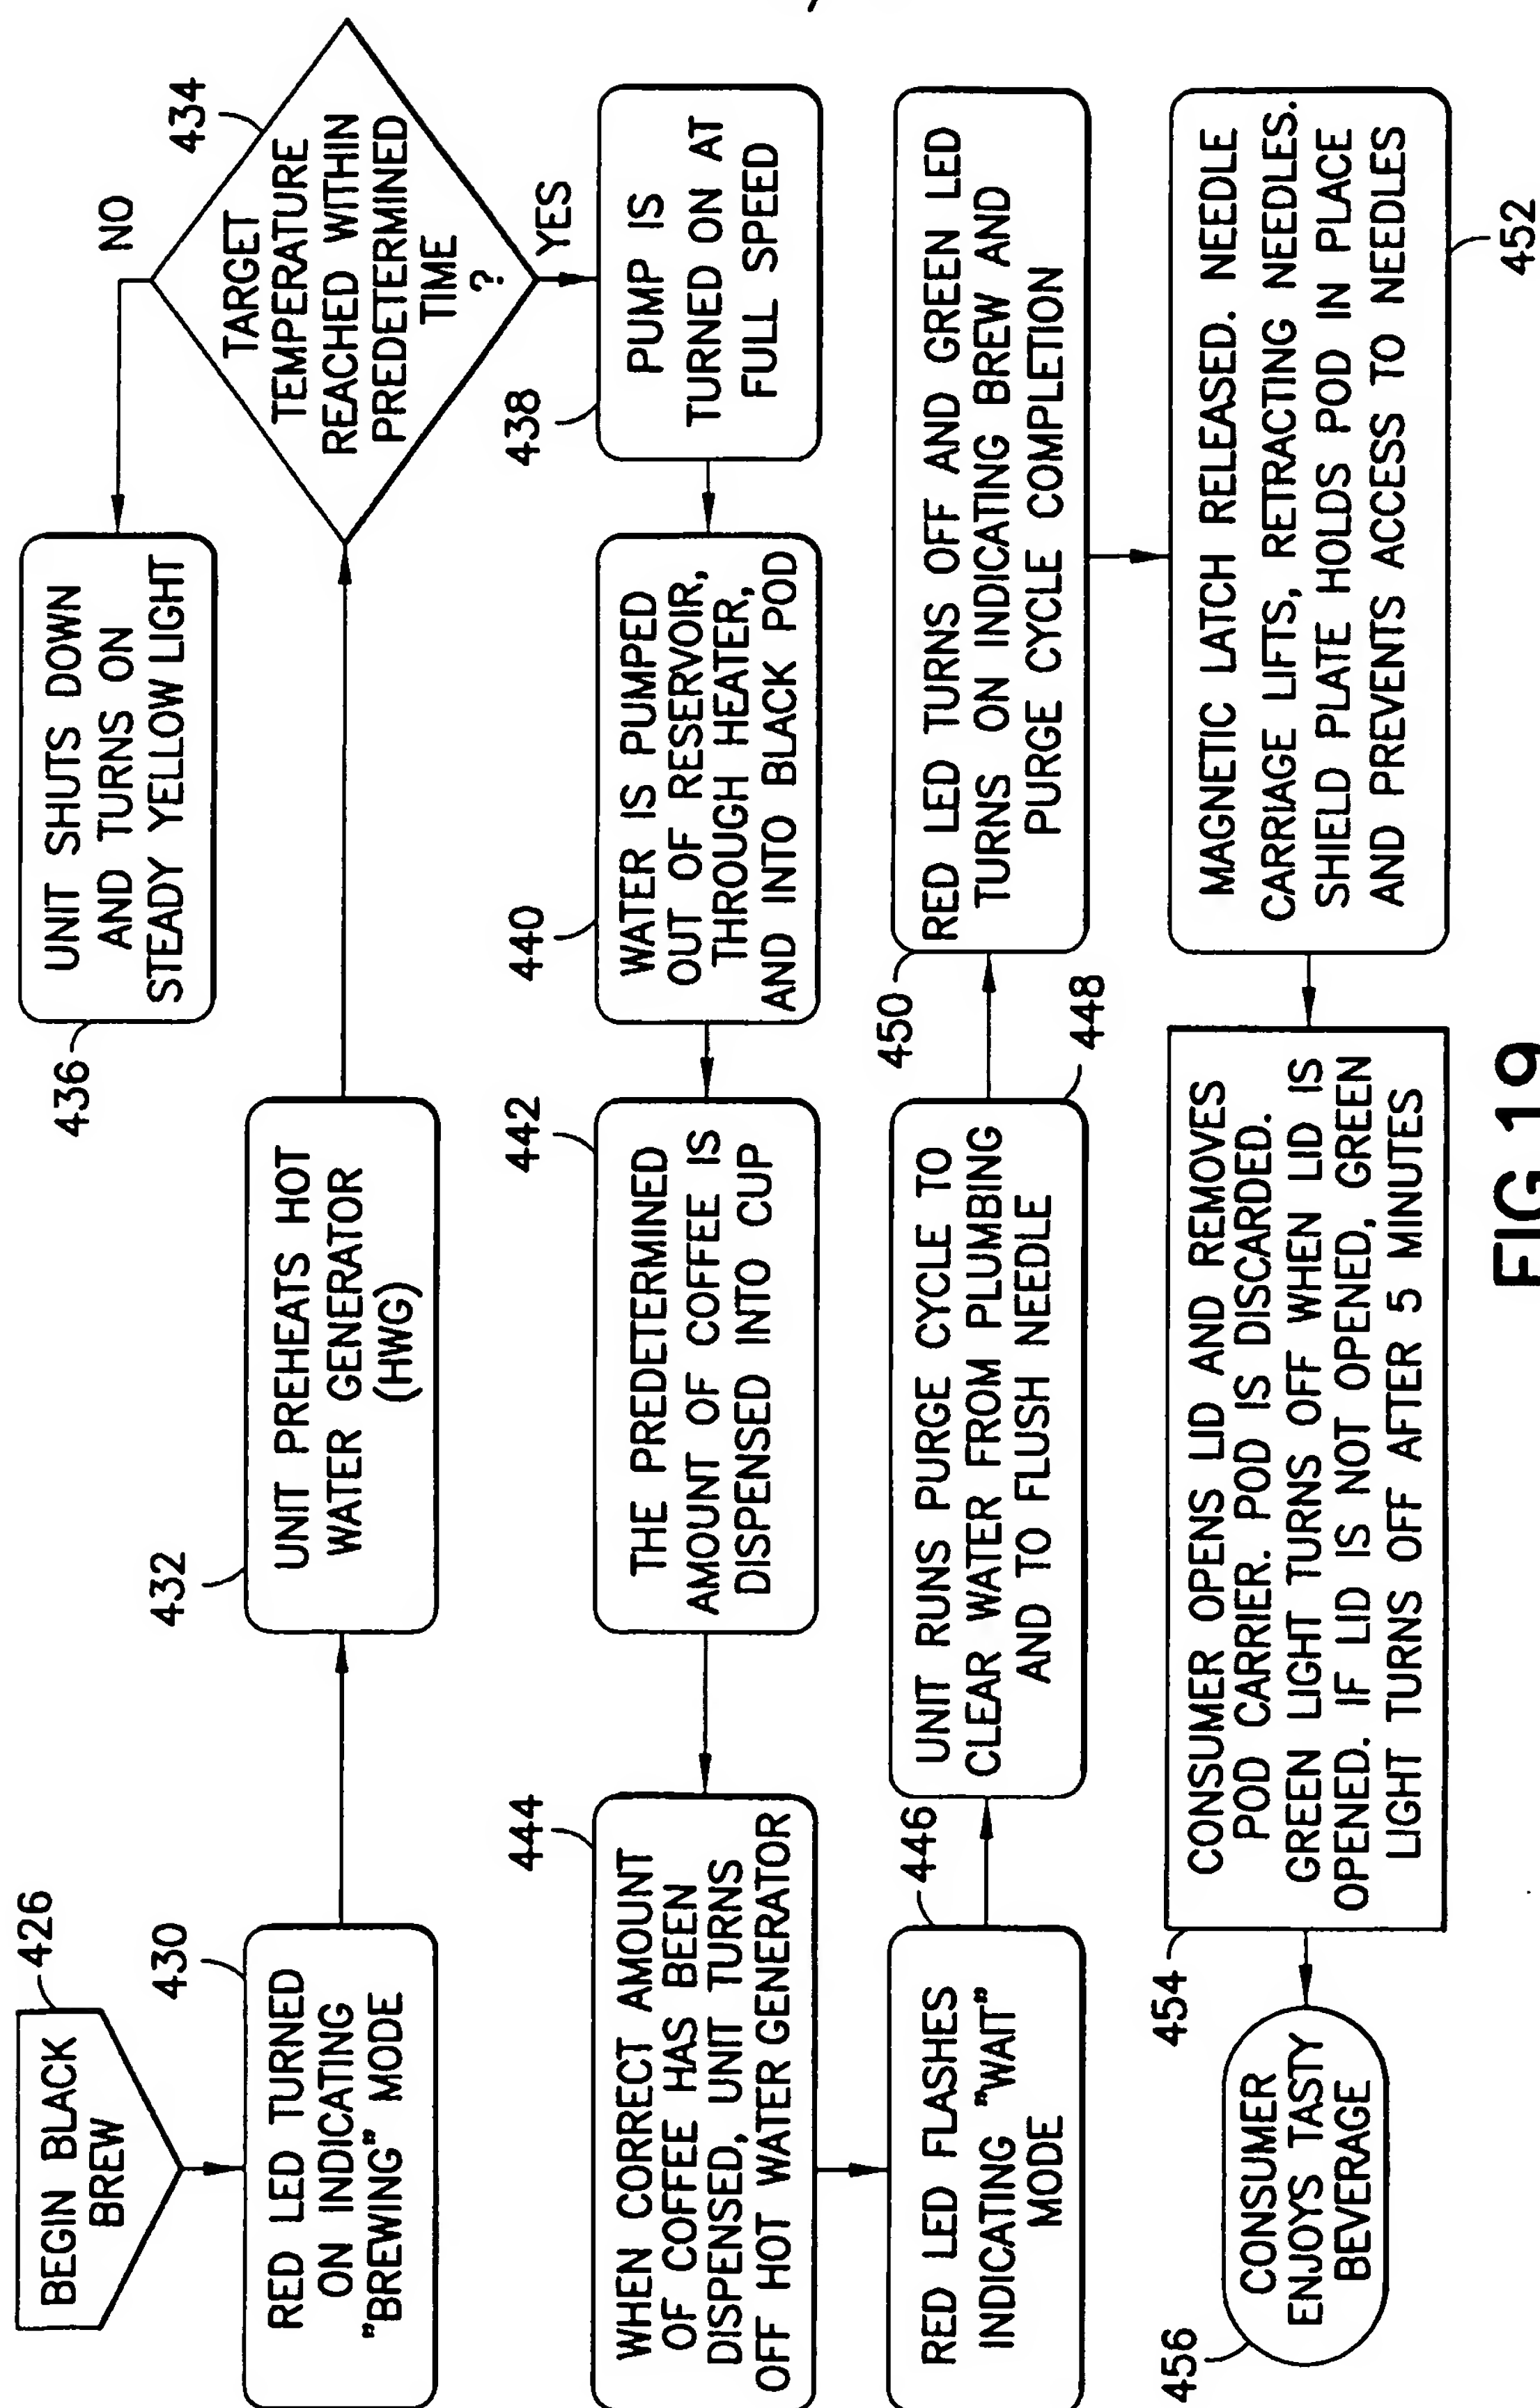 426
BEGIN BLACK
BREW
430
RED LED TURNED
ON INDICATING
"BREWING" MODE
432
UNIT PREHEATS HOT
WATER GENERATOR
(HWG)
434
TARGET
TEMPERATURE
REACHED WITHIN
PREDETERMINED
TIME
?
NO
YES
436
UNIT SHUTS DOWN
AND TURNS ON
STEADY YELLOW LIGHT
438
PUMP IS
TURNED ON AT
FULL SPEED
440
WATER IS PUMPED
OUT OF RESERVOIR,
THROUGH HEATER,
AND INTO BLACK POD
442
THE PREDETERMINED
AMOUNT OF COFFEE IS
DISPENSED INTO CUP
444
WHEN CORRECT AMOUNT
OF COFFEE HAS BEEN
DISPENSED, UNIT TURNS
OFF HOT WATER GENERATOR
446
RED LED FLASHES
INDICATING "WAIT"
MODE
448
UNIT RUNS PURGE CYCLE TO
CLEAR WATER FROM PLUMBING
AND TO FLUSH NEEDLE
450
RED LED TURNS OFF AND GREEN LED
TURNS ON INDICATING BREW AND
PURGE CYCLE COMPLETION
452
MAGNETIC LATCH RELEASED. NEEDLE
CARRIAGE LIFTS, RETRACTING NEEDLES.
SHIELD PLATE HOLDS POD IN PLACE
AND PREVENTS ACCESS TO NEEDLES
454
CONSUMER OPENS LID AND REMOVES
POD CARRIER. POD IS DISCARDED.
GREEN LIGHT TURNS OFF WHEN LID IS
OPENED. IF LID IS NOT OPENED, GREEN
LIGHT TURNS OFF AFTER 5 MINUTES
456
CONSUMER
ENJOYS TASTY
BEVERAGE
FIG.19